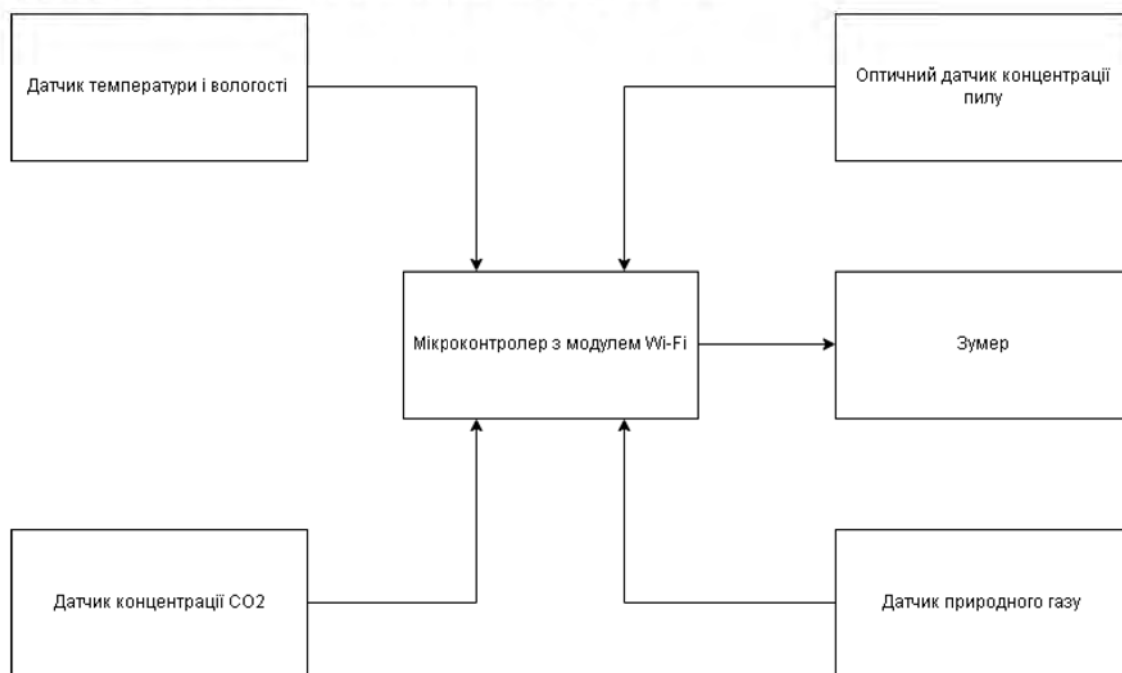 Датчик температури і вологості
Оптичний датчик концентрації
пилу
Мікроконтролер з модулем Wi-Fi
Зумер
Датчик концентрації CO2
Датчик природного газу